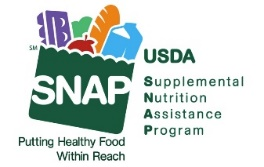 SM
SNAP
Putting Healthy Food
Within Reach
USDA
Supplemental
Nutrition
Assistance
Program